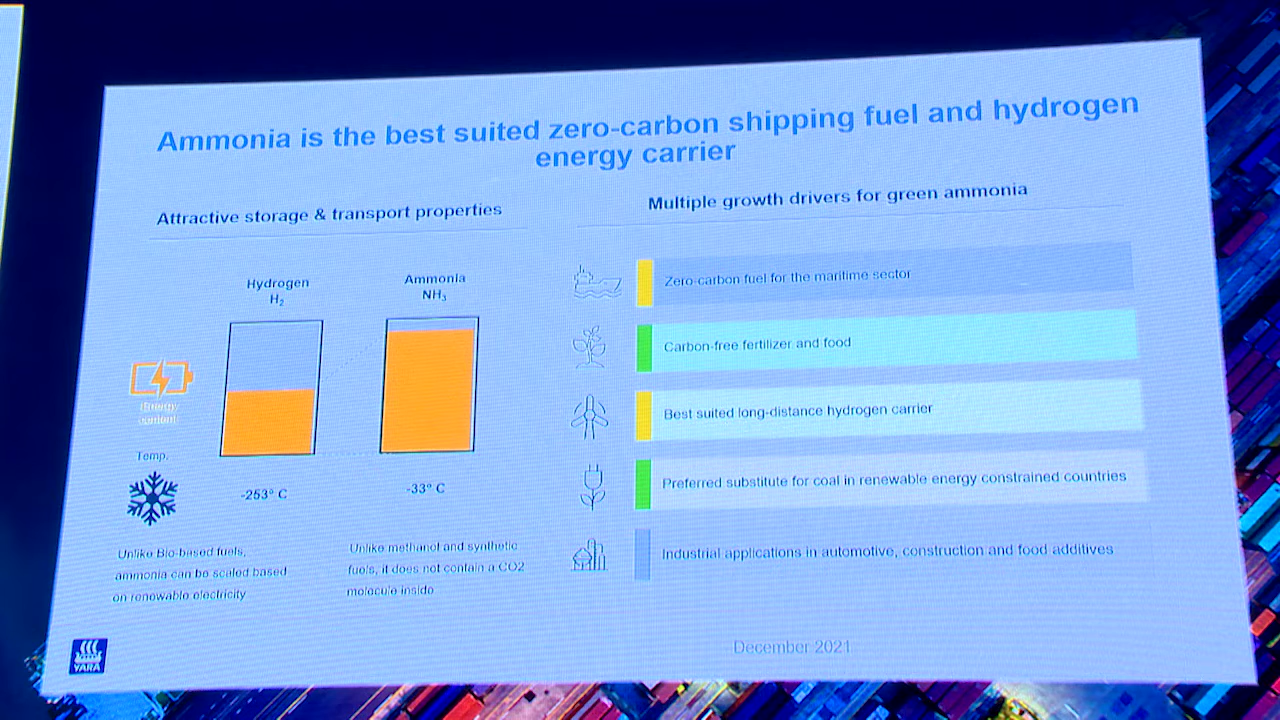 Ammonia is the best suited zero-carbon shipping fuel and hydrogen
energy carrier
Attractive storage & transport properties
Hydrogen
H₂
Ammonia
NH₃
Energy
content
Temp.
-253° C
-33° C
Unlike Bio-based fuels,
ammonia can be scaled based
on renewable electricity
Unlike methanol and synthetic
fuels, it does not contain a CO2
molecule inside
Multiple growth drivers for green ammonia
Zero-carbon fuel for the maritime sector
Carbon-free fertilizer and food
Best suited long-distance hydrogen carrier
Preferred substitute for coal in renewable energy constrained countries
Industrial applications in automotive, construction and food additives
YARA
December 2021